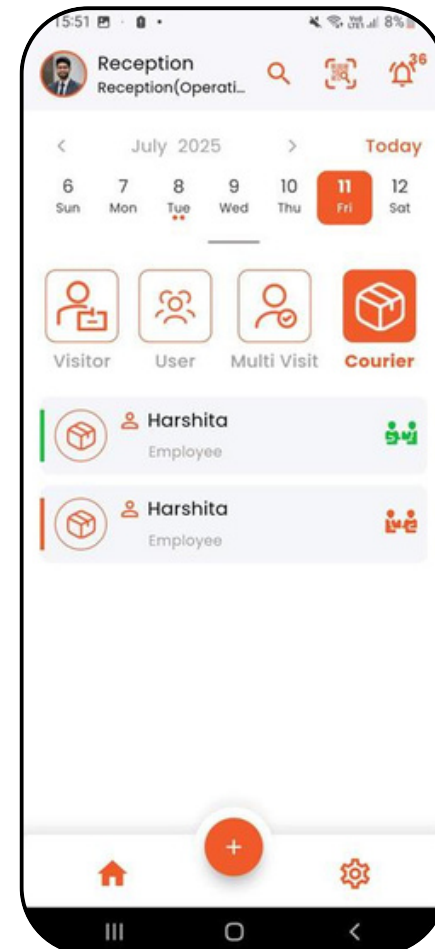 15:51 8%
Reception
Reception(Operati...
36
July 2025
Today
6 7 8 9 10 11 12
Sun Mon Tue Wed Thu Fri Sat
Visitor User Multi Visit Courier
Harshita
Employee
Harshita
Employee
+